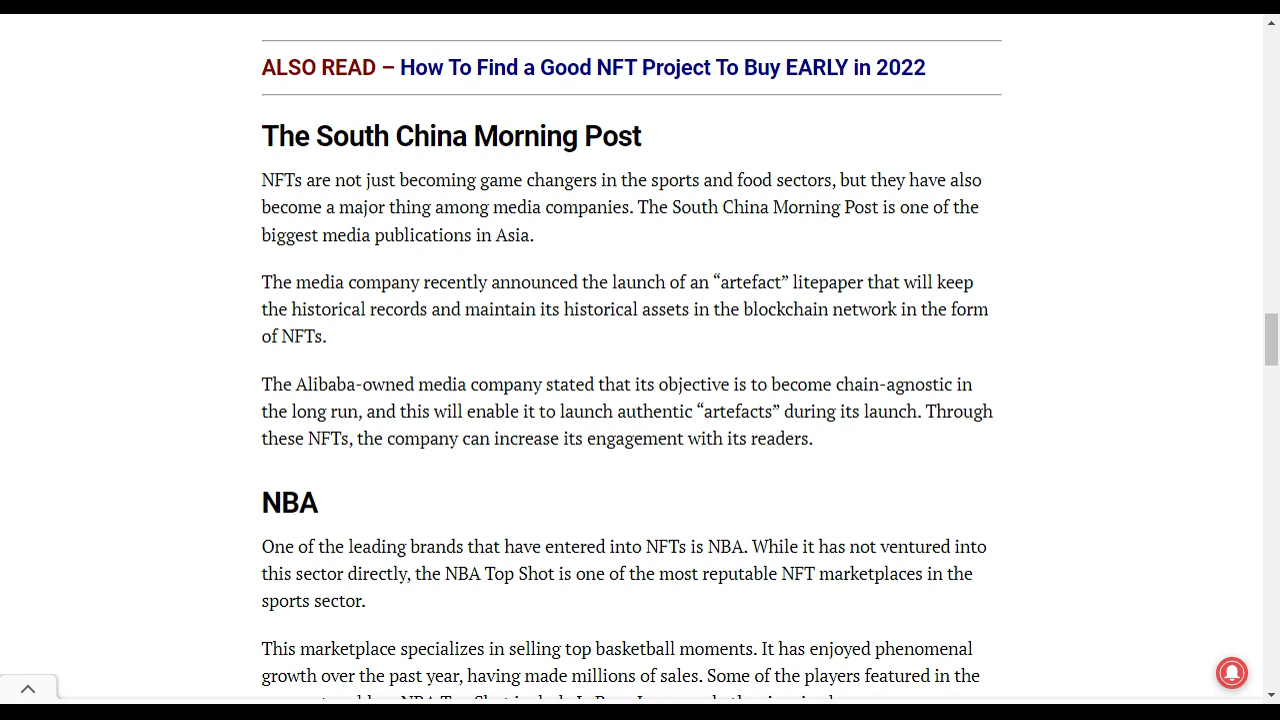 ALSO READ – How To Find a Good NFT Project To Buy EARLY in 2022
The South China Morning Post
NFTs are not just becoming game changers in the sports and food sectors, but they have also
become a major thing among media companies. The South China Morning Post is one of the
biggest media publications in Asia.
The media company recently announced the launch of an “artefact” litepaper that will keep
the historical records and maintain its historical assets in the blockchain network in the form
of NFTs.
The Alibaba-owned media company stated that its objective is to become chain-agnostic in
the long run, and this will enable it to launch authentic “artefacts” during its launch. Through
these NFTs, the company can increase its engagement with its readers.
NBA
One of the leading brands that have entered into NFTs is NBA. While it has not ventured into
this sector directly, the NBA Top Shot is one of the most reputable NFT marketplaces in the
sports sector.
This marketplace specializes in selling top basketball moments. It has enjoyed phenomenal
growth over the past year, having made millions of sales. Some of the players featured in the